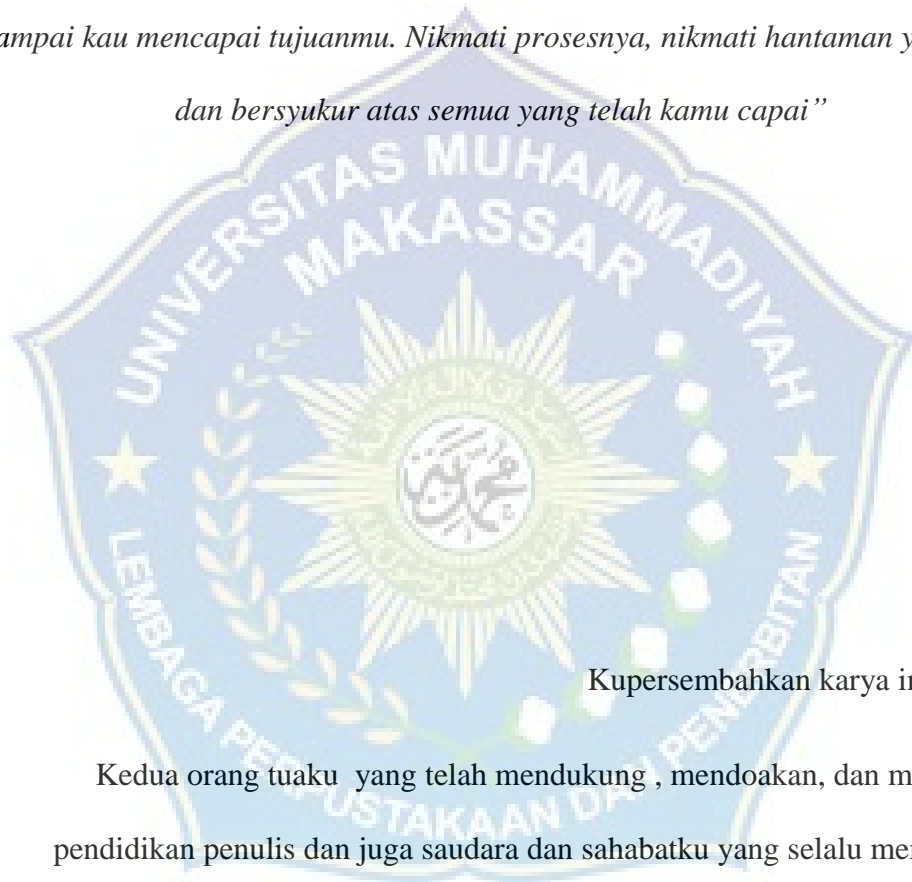 ampai kau mencapai tujuanmu. Nikmati prosesnya, nikmati hantaman y
dan bersyukur atas semua yang telah kamu capai”
UNIVERSITAS MUHAMMADIYAH
MAKASSAR
LEMBAGA PERPUSTAKAAN DAN PENERBITAN
Kupersembahkan karya in
Kedua orang tuaku yang telah mendukung , mendoakan, dan m
pendidikan penulis dan juga saudara dan sahabatku yang selalu mer